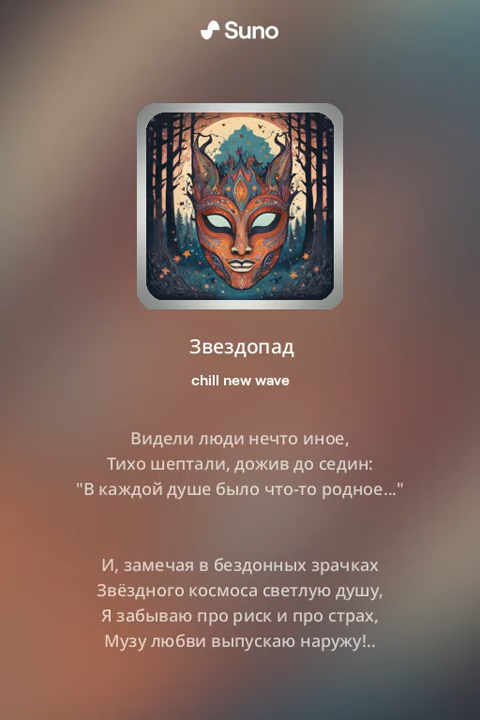 Suno
Звездопад
chill new wave
Видели люди нечто иное,
Тихо шептали, дожив до седин:
"В каждой душе было что-то родное..."
И, замечая в бездонных зрачках
Звёздного космоса светлую душу,
Я забываю про риск и про страх,
Музу любви выпускаю наружу!..